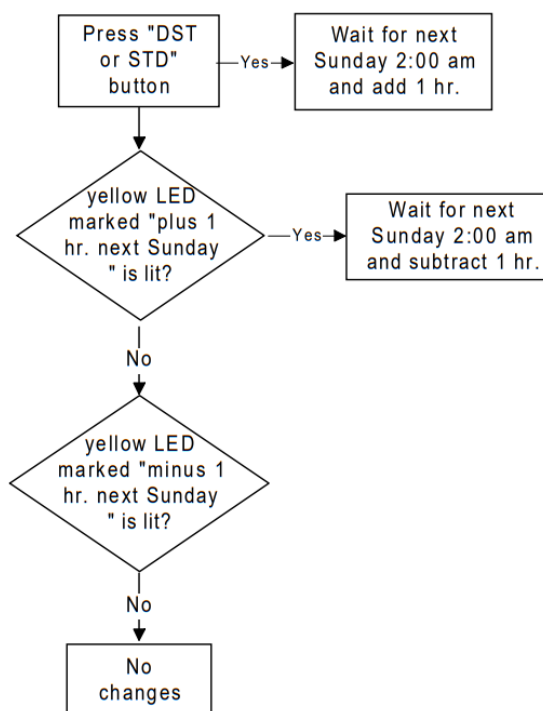 Press "DST
or STD"
button
Yes
Wait for next
Sunday 2:00 am
and add 1 hr.
yellow LED
marked "plus 1
hr. next Sunday
" is lit?
Yes
Wait for next
Sunday 2:00 am
and subtract 1 hr.
No
yellow LED
marked "minus 1
hr. next Sunday
" is lit?
No
No
changes